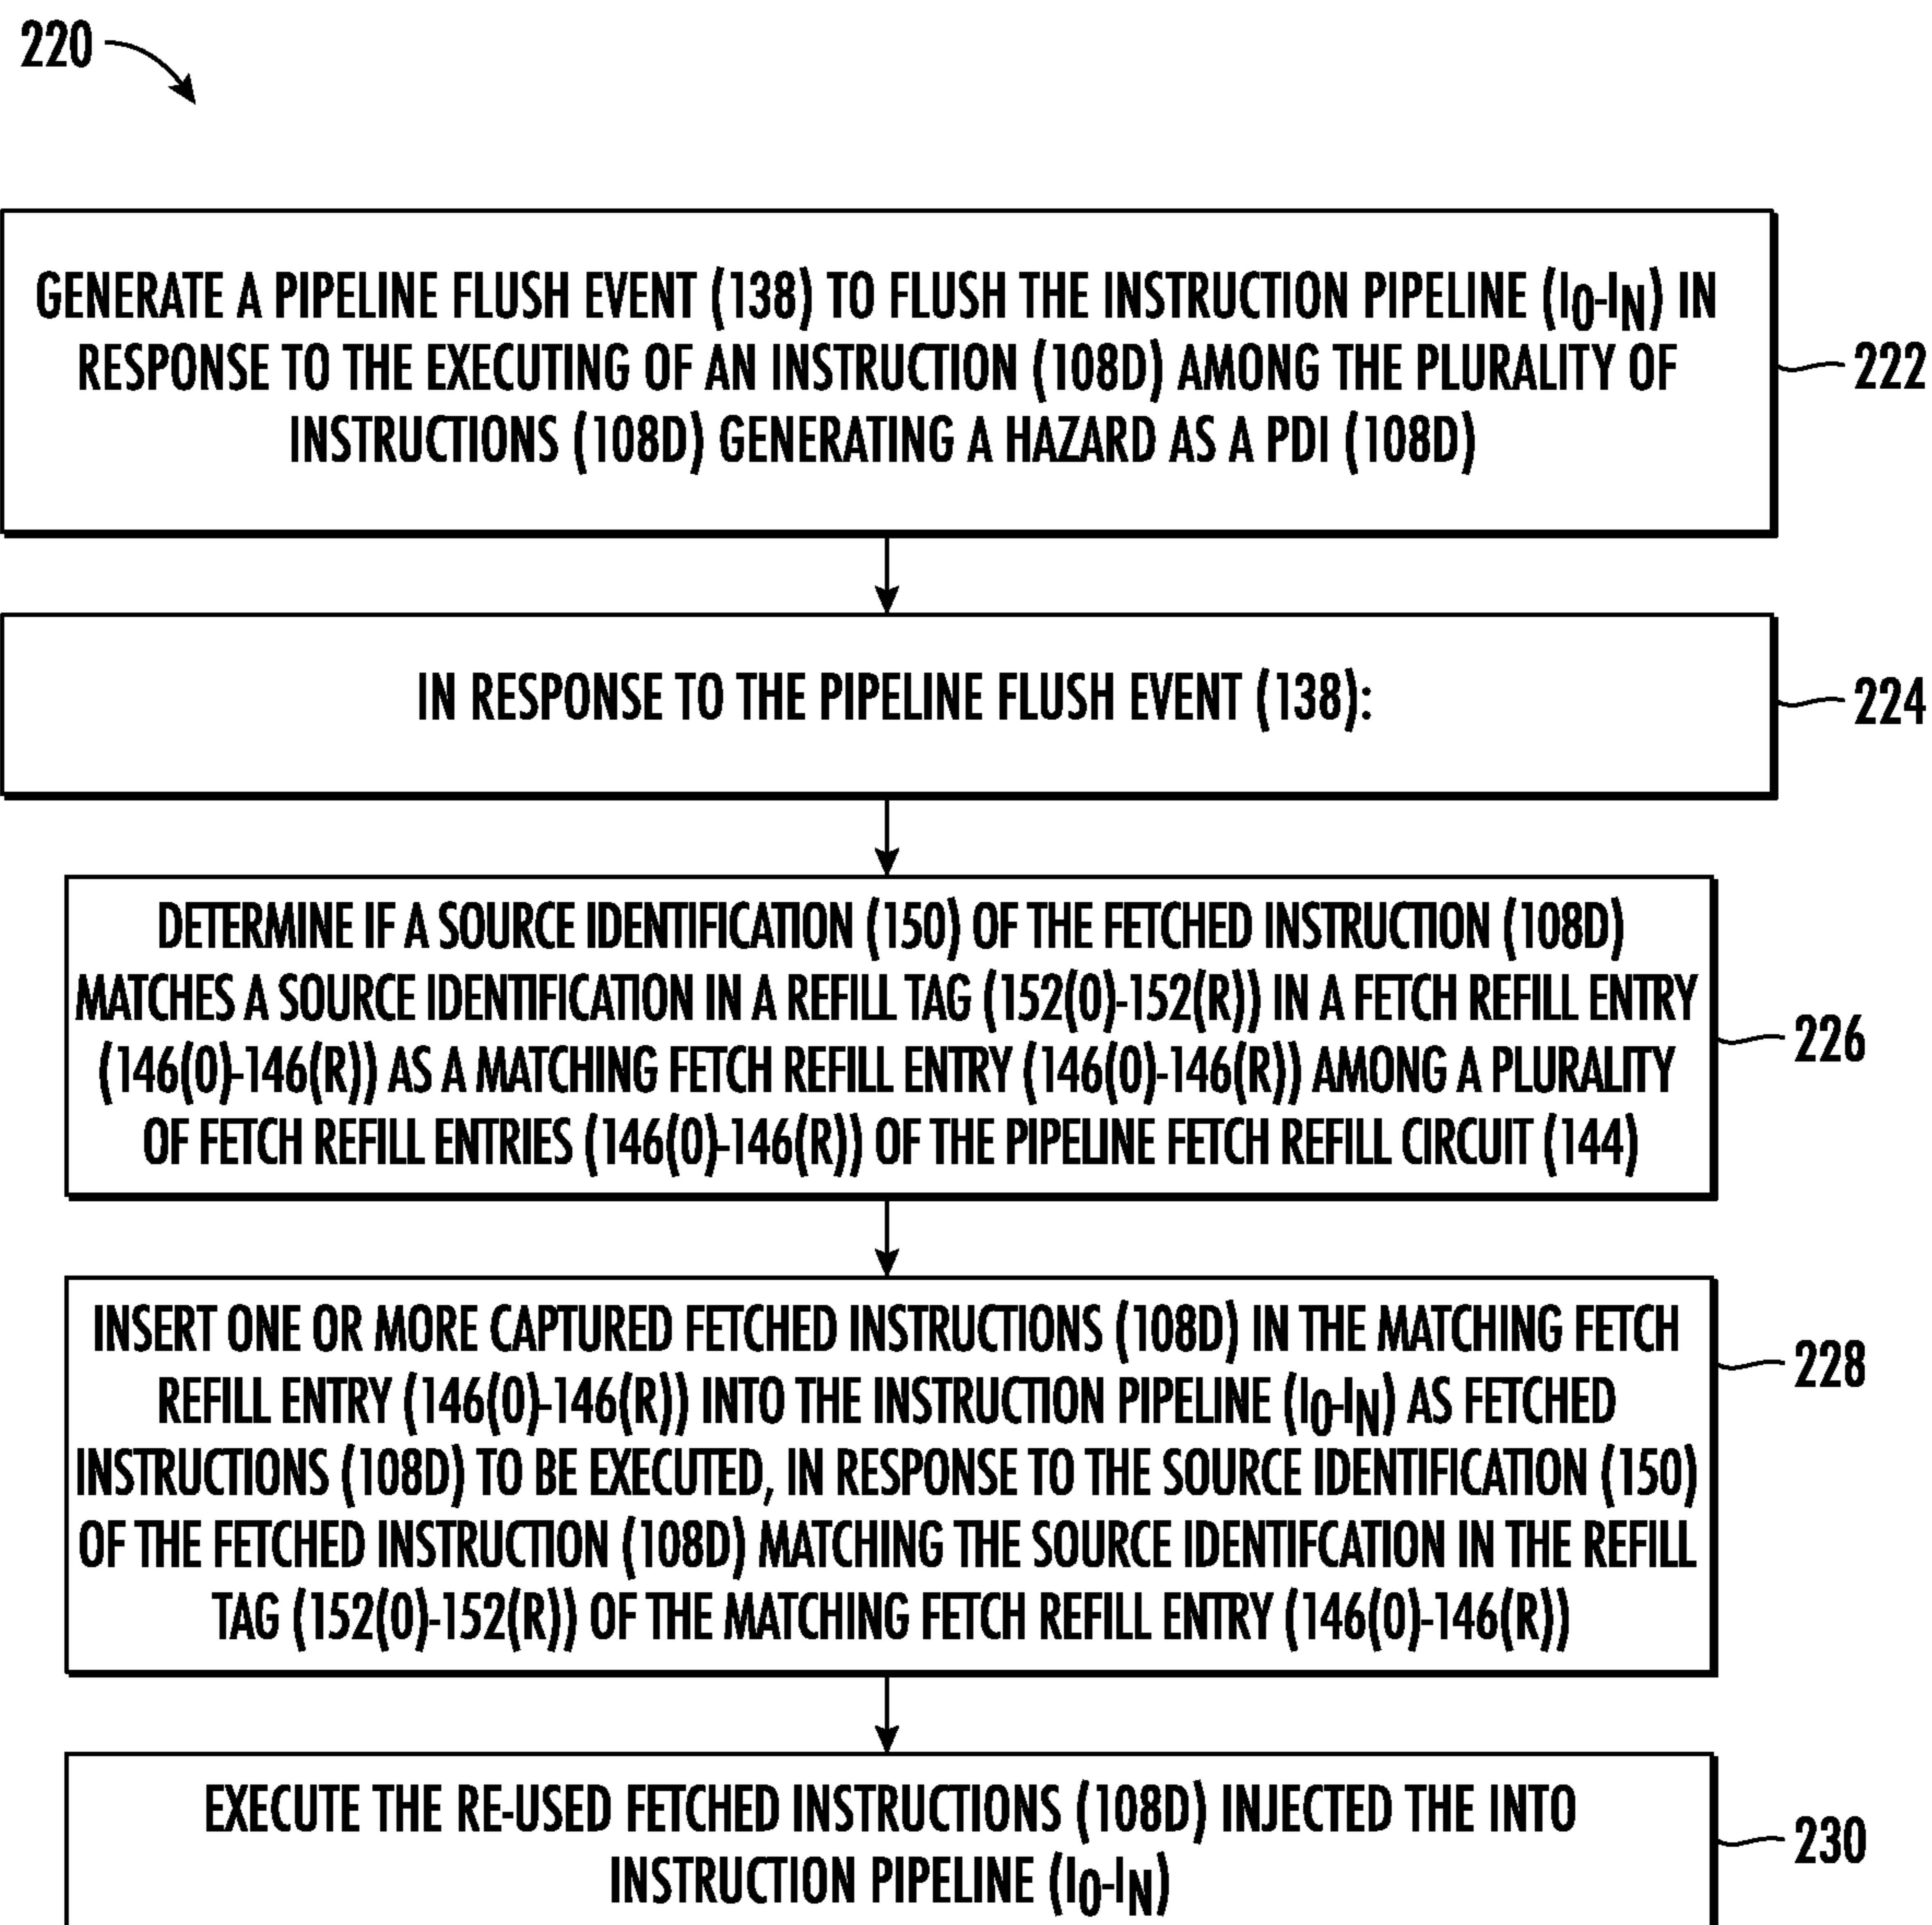 220
GENERATE A PIPELINE FLUSH EVENT (138) TO FLUSH THE INSTRUCTION PIPELINE (I0-IN) IN
RESPONSE TO THE EXECUTING OF AN INSTRUCTION (108D) AMONG THE PLURALITY OF
INSTRUCTIONS (108D) GENERATING A HAZARD AS A PDI (108D)
222
IN RESPONSE TO THE PIPELINE FLUSH EVENT (138):
224
DETERMINE IF A SOURCE IDENTIFICATION (150) OF THE FETCHED INSTRUCTION (108D)
MATCHES A SOURCE IDENTIFICATION IN A REFILL TAG (152(0)-152(R)) IN A FETCH REFILL ENTRY
(146(0)-146(R)) AS A MATCHING FETCH REFILL ENTRY (146(0)-146(R)) AMONG A PLURALITY
OF FETCH REFILL ENTRIES (146(0)-146(R)) OF THE PIPELINE FETCH REFILL CIRCUIT (144)
226
INSERT ONE OR MORE CAPTURED FETCHED INSTRUCTIONS (108D) IN THE MATCHING FETCH
REFILL ENTRY (146(0)-146(R)) INTO THE INSTRUCTION PIPELINE (I0-IN) AS FETCHED
INSTRUCTIONS (108D) TO BE EXECUTED, IN RESPONSE TO THE SOURCE IDENTIFICATION (150)
OF THE FETCHED INSTRUCTION (108D) MATCHING THE SOURCE IDENTIFCATION IN THE REFILL
TAG (152(0)-152(R)) OF THE MATCHING FETCH REFILL ENTRY (146(0)-146(R))
228
EXECUTE THE RE-USED FETCHED INSTRUCTIONS (108D) INJECTED THE INTO
INSTRUCTION PIPELINE (I0-IN)
230